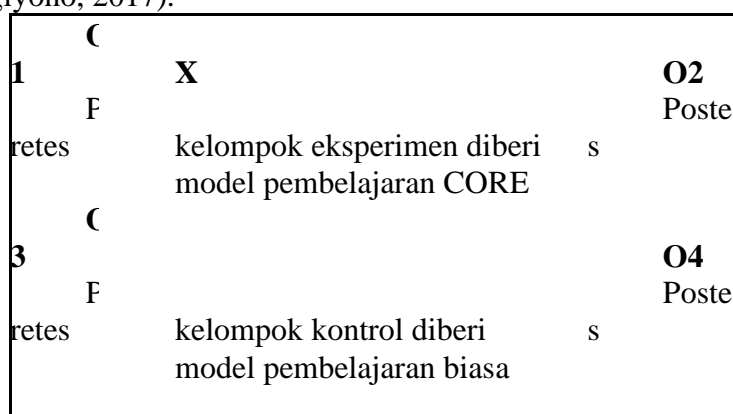 giyono, 2017).
O
1 X O2
P Poste
retes kelompok eksperimen diberi s
model pembelajaran CORE
O
3 O4
P Poste
retes kelompok kontrol diberi s
model pembelajaran biasa